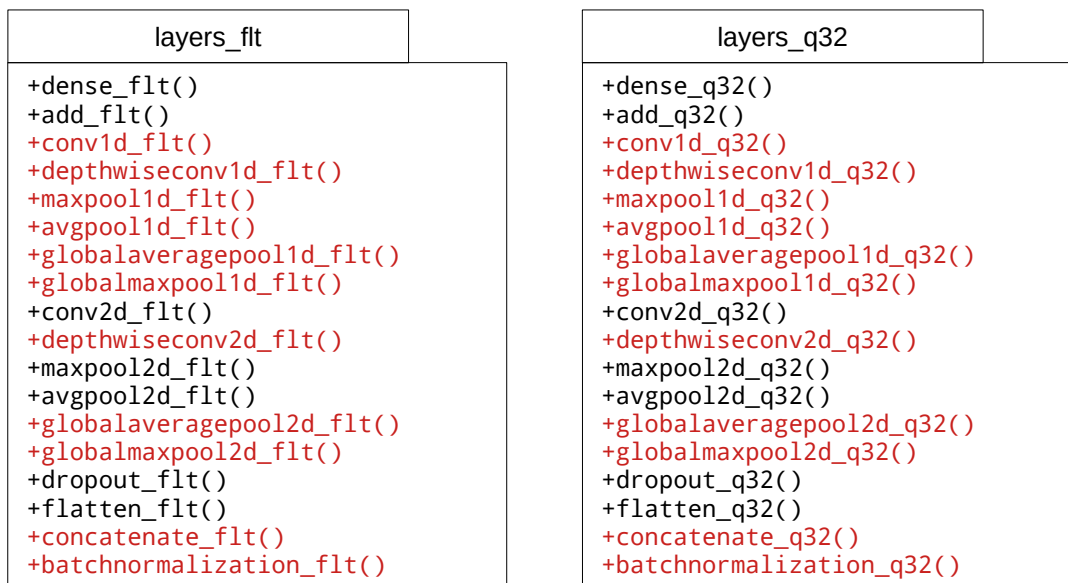 layers_flt
+dense_flt()
+add_flt()
+conv1d_flt()
+depthwiseconv1d_flt()
+maxpool1d_flt()
+avgpool1d_flt()
+globalaveragepool1d_flt()
+globalmaxpool1d_flt()
+conv2d_flt()
+depthwiseconv2d_flt()
+maxpool2d_flt()
+avgpool2d_flt()
+globalaveragepool2d_flt()
+globalmaxpool2d_flt()
+dropout_flt()
+flatten_flt()
+concatenate_flt()
+batchnormalization_flt()
layers_q32
+dense_q32()
+add_q32()
+conv1d_q32()
+depthwiseconv1d_q32()
+maxpool1d_q32()
+avgpool1d_q32()
+globalaveragepool1d_q32()
+globalmaxpool1d_q32()
+conv2d_q32()
+depthwiseconv2d_q32()
+maxpool2d_q32()
+avgpool2d_q32()
+globalaveragepool2d_q32()
+globalmaxpool2d_q32()
+dropout_q32()
+flatten_q32()
+concatenate_q32()
+batchnormalization_q32()